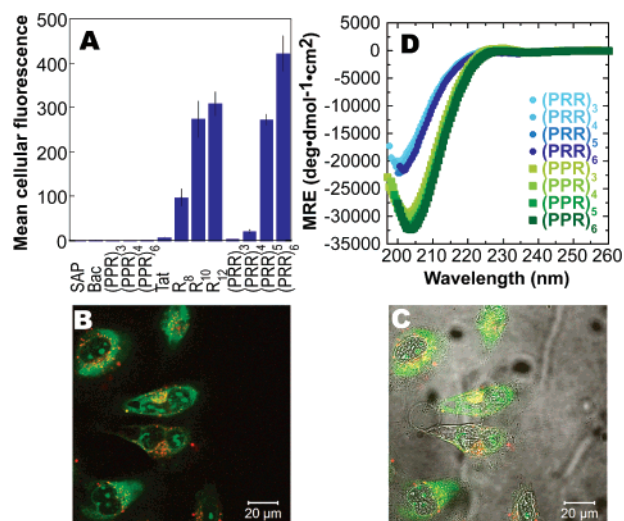 A
Mean cellular fluorescence
400
300
200
100
0
SAP
Bac
(PPR)3
(PPR)4
(PPR)6
Tat
R8
R10
R12
(PRR)3
(PRR)4
(PRR)5
(PRR)6
D
MRE (deg•dmol-1•cm2)
5000
0
-5000
-10000
-15000
-20000
-25000
-30000
-35000
200 210 220 230 240 250 260
Wavelength (nm)
(PRR)3
(PRR)4
(PRR)5
(PRR)6
(PPR)3
(PPR)4
(PPR)5
(PPR)6
B
20 µm
C
20 µm